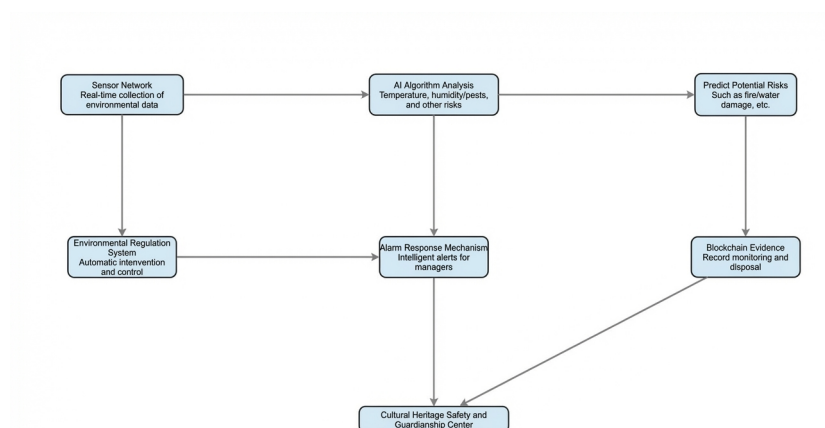 Sensor Network
Real-time collection of
environmental data
AI Algorithm Analysis
Temperature, humidity/pests,
and other risks
Predict Potential Risks
Such as fire/water
damage, etc.
Environmental Regulation
System
Automatic intenvention
and control
Alarm Response Mechanism
Intelligent alerts for
managers
Blockchain Evidence
Record monitoring and
disposal
Cultural Heritage Safety and
Guardianship Center